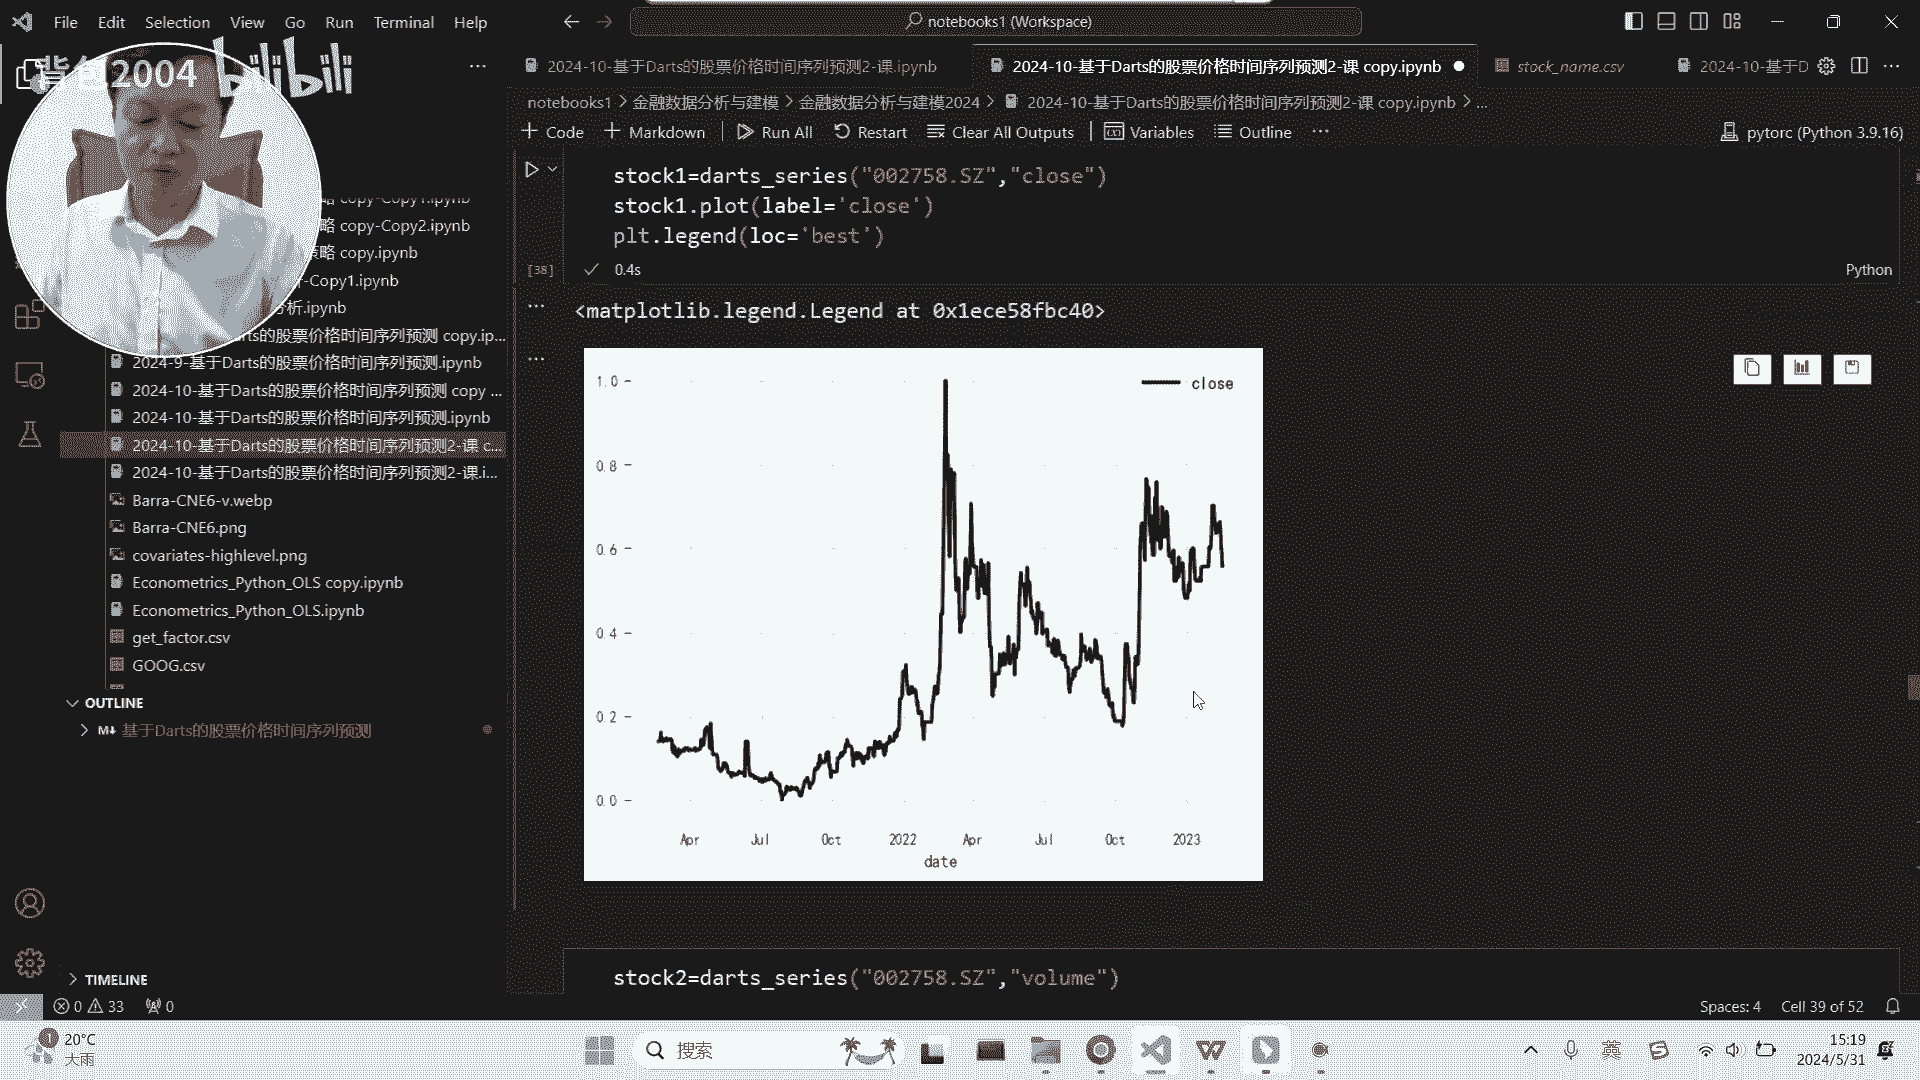 File Edit Selection View Go Run Terminal Help
notebooks1 (Workspace)
2004 bilibili
2024-10-基于Darts的股票价格时间序列预测2-课.ipynb
2024-10-基于Darts的股票价格时间序列预测2-课 copy.ipynb
stock_name.csv
2024-10-基于D
notebooks1 > 金融数据分析与建模 > 金融数据分析与建模2024 > 2024-10-基于Darts的股票价格时间序列预测2-课 copy.ipynb > ...
+ Code + Markdown Run All Restart Clear All Outputs Variables Outline ...
pytorc (Python 3.9.16)
略 copy-Copy1.ipynb
略 copy-Copy2.ipynb
策略 copy.ipynb
-Copy1.ipynb
分析.ipynb
Darts的股票价格时间序列预测 copy.ip...
2024-9-基于Darts的股票价格时间序列预测.ipynb
2024-10-基于Darts的股票价格时间序列预测 copy ...
2024-10-基于Darts的股票价格时间序列预测.ipynb
2024-10-基于Darts的股票价格时间序列预测2-课 c...
2024-10-基于Darts的股票价格时间序列预测2-课.i...
Barra-CNE6-v.webp
Barra-CNE6.png
covariates-highlevel.png
Econometrics_Python_OLS copy.ipynb
Econometrics_Python_OLS.ipynb
get_factor.csv
GOOG.csv
OUTLINE
M↓ 基于Darts的股票价格时间序列预测
TIMELINE
stock1=darts_series("002758.SZ","close")
stock1.plot(label='close')
plt.legend(loc='best')
[38]
0.4s
Python
<matplotlib.legend.Legend at 0x1ece58fbc40>
close
1.0
0.8
0.6
0.4
0.2
0.0
Apr Jul Oct 2022 Apr Jul Oct 2023
date
stock2=darts_series("002758.SZ","volume")
0 33 0
Spaces: 4 Cell 39 of 52
1
20°C
大雨
搜索
英
15:19
2024/5/31